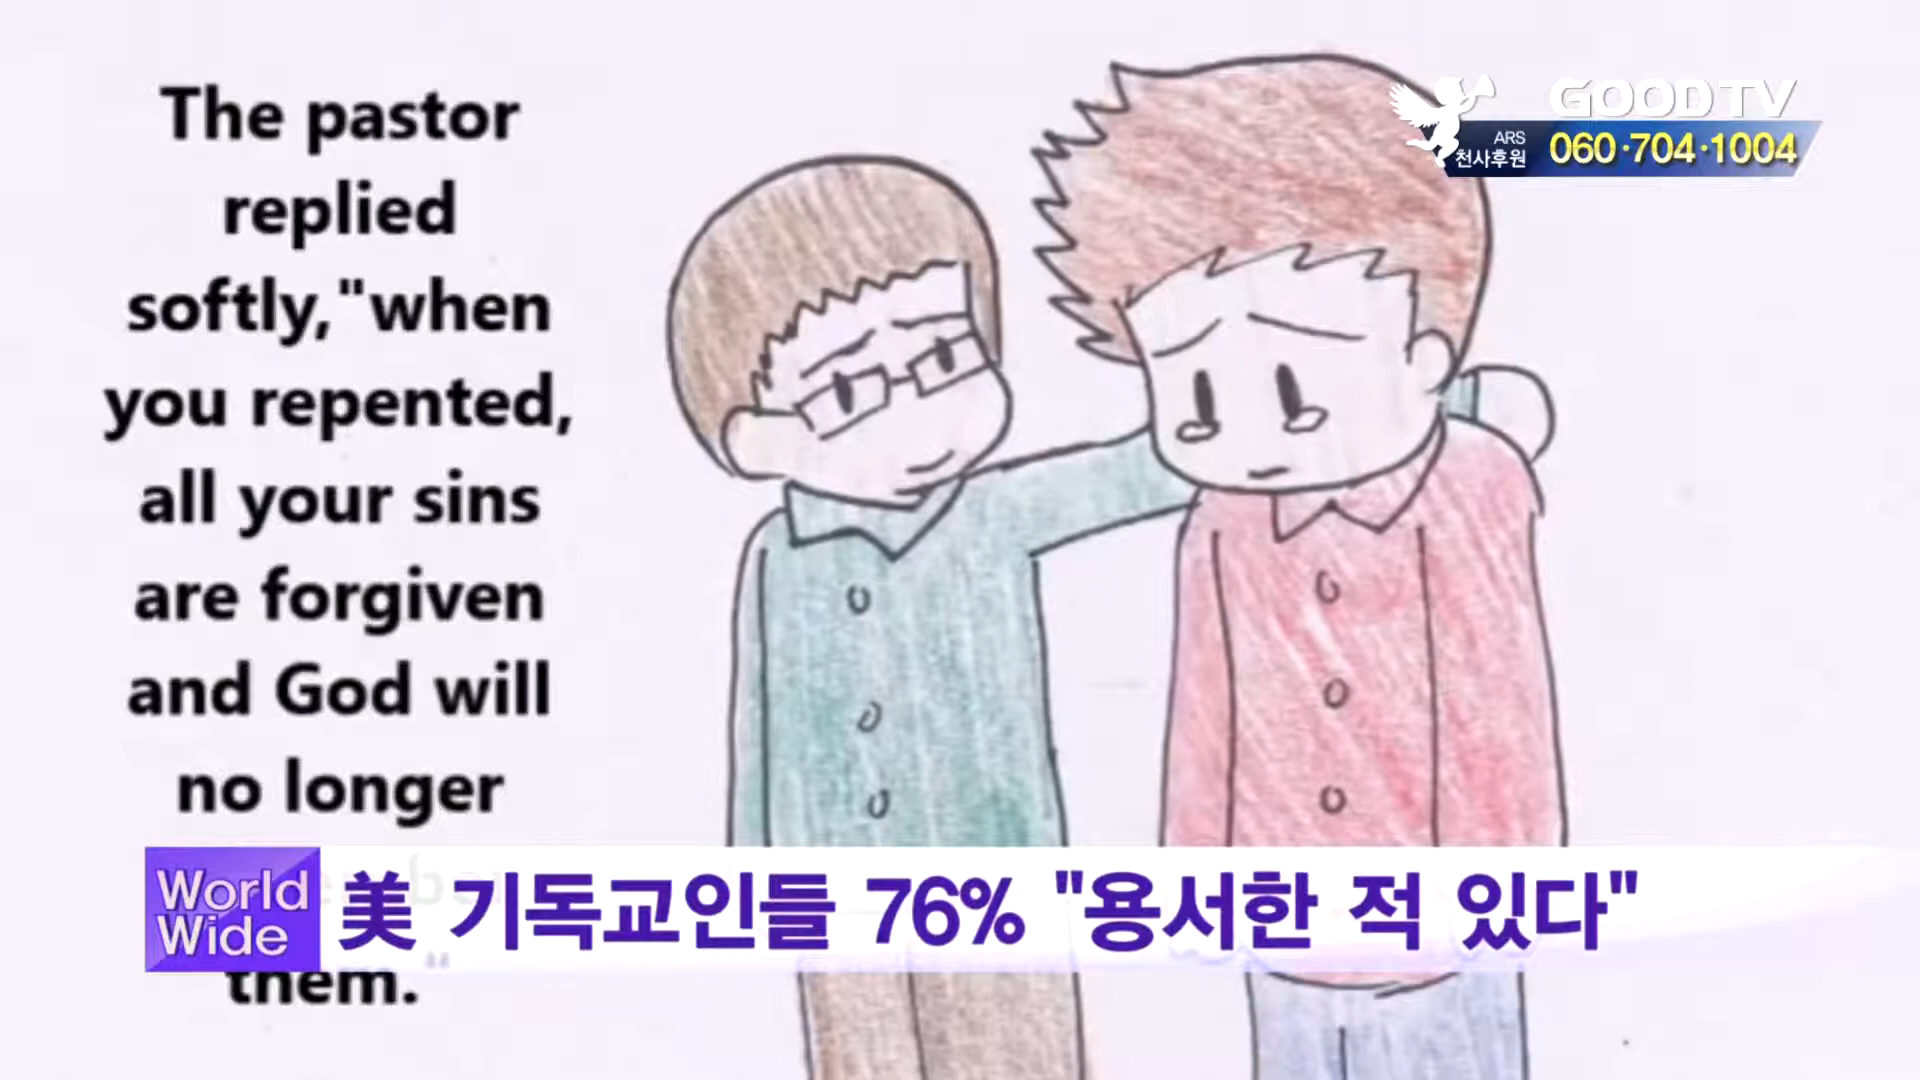 The pastor
replied
softly,"when
you repented,
all your sins
are forgiven
and God will
no longer
them."
GOODTV
ARS
천사후원
060·704·1004
World
Wide
美 기독교인들 76% "용서한 적 있다"